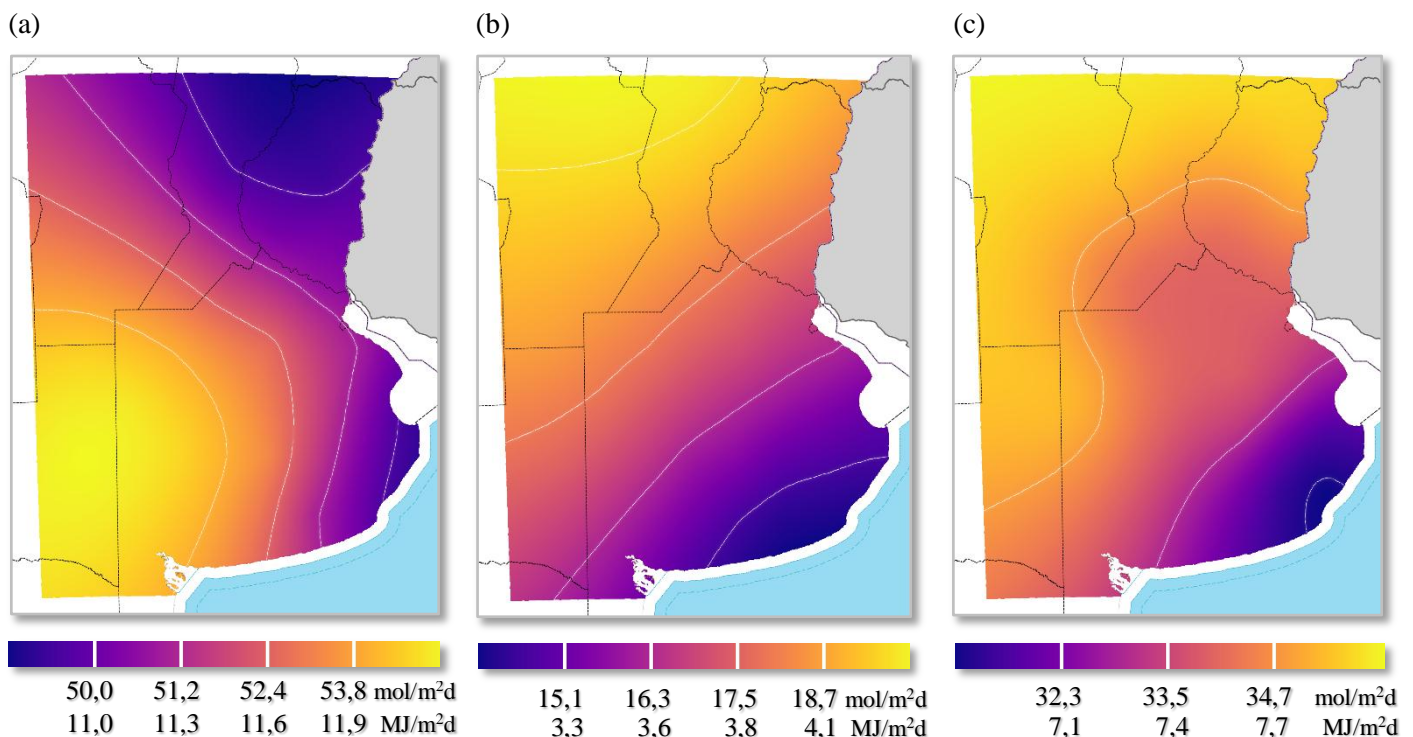 (a) (b) (c)
50,0 51,2 52,4 53,8 mol/m²d
11,0 11,3 11,6 11,9 MJ/m²d
15,1 16,3 17,5 18,7 mol/m²d
3,3 3,6 3,8 4,1 MJ/m²d
32,3 33,5 34,7 mol/m²d
7,1 7,4 7,7 MJ/m²d